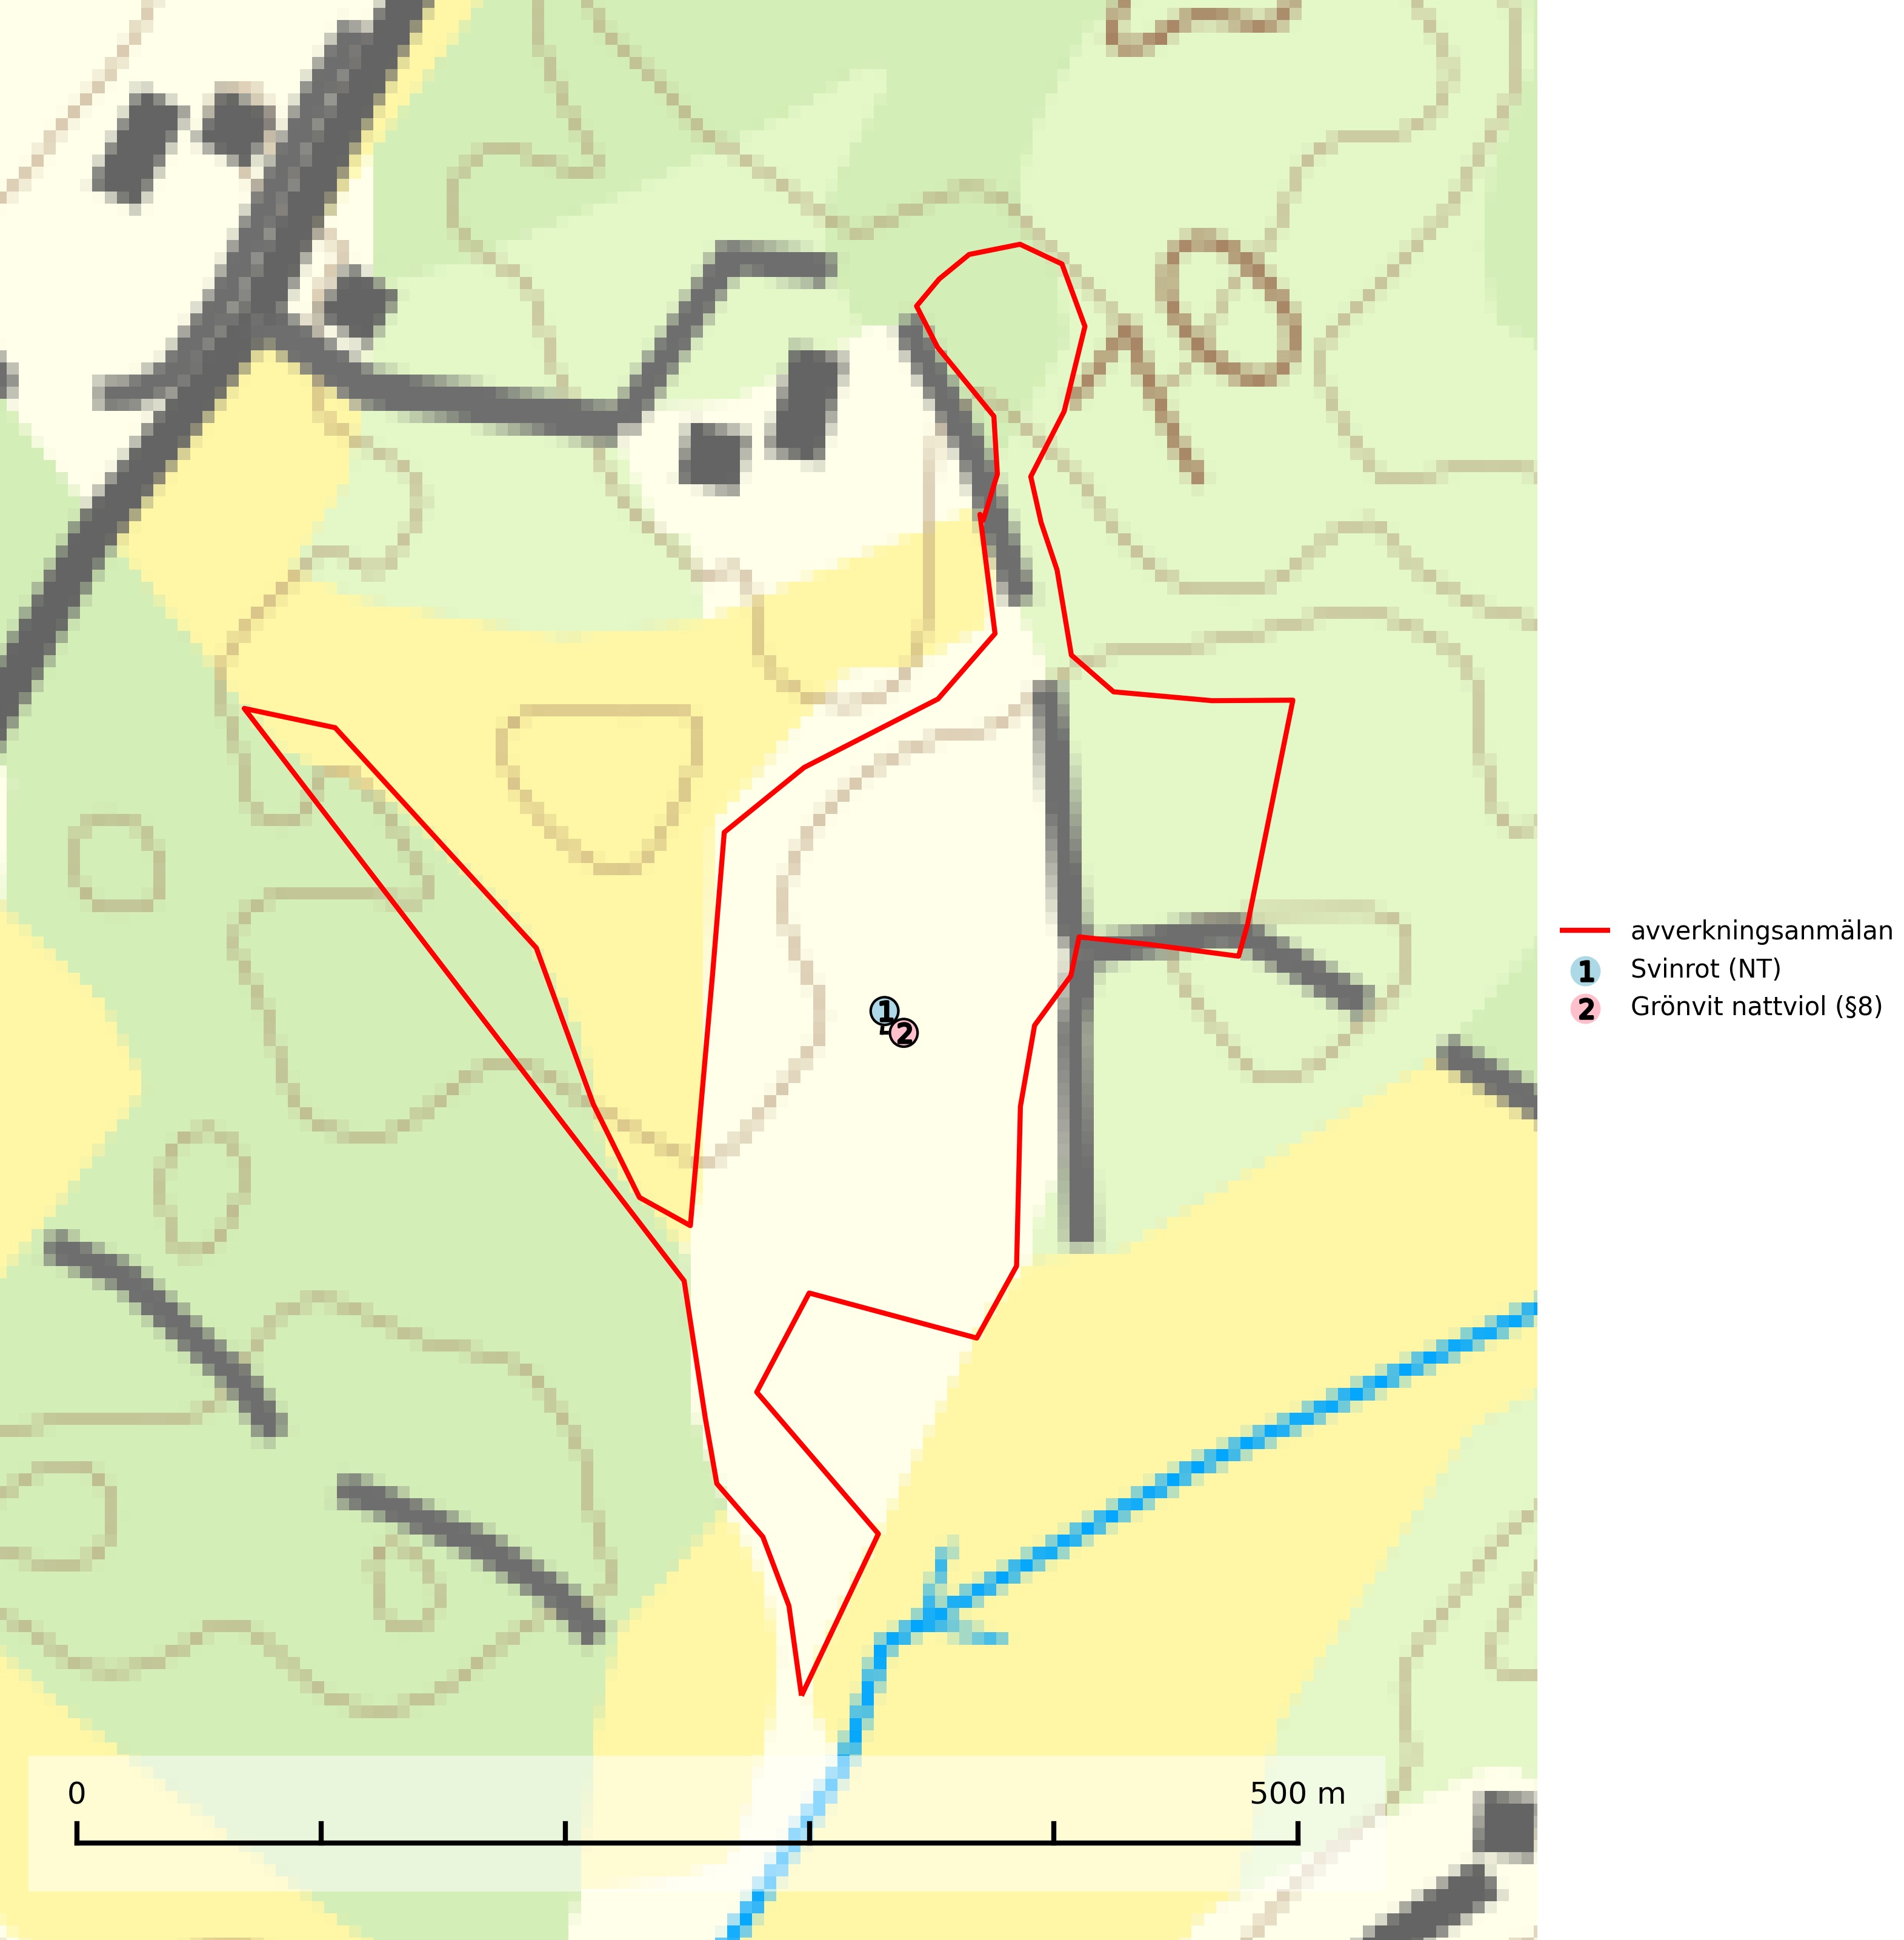 avverkningsanmälan
1 Svinrot (NT)
2 Grönvit nattviol (§8)
1
2
0 500 m